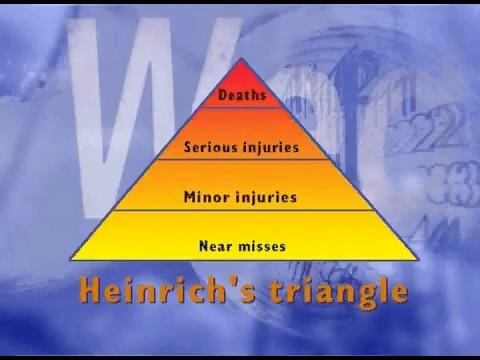 Deaths
Serious injuries
Minor injuries
Near misses
Heinrich's triangle